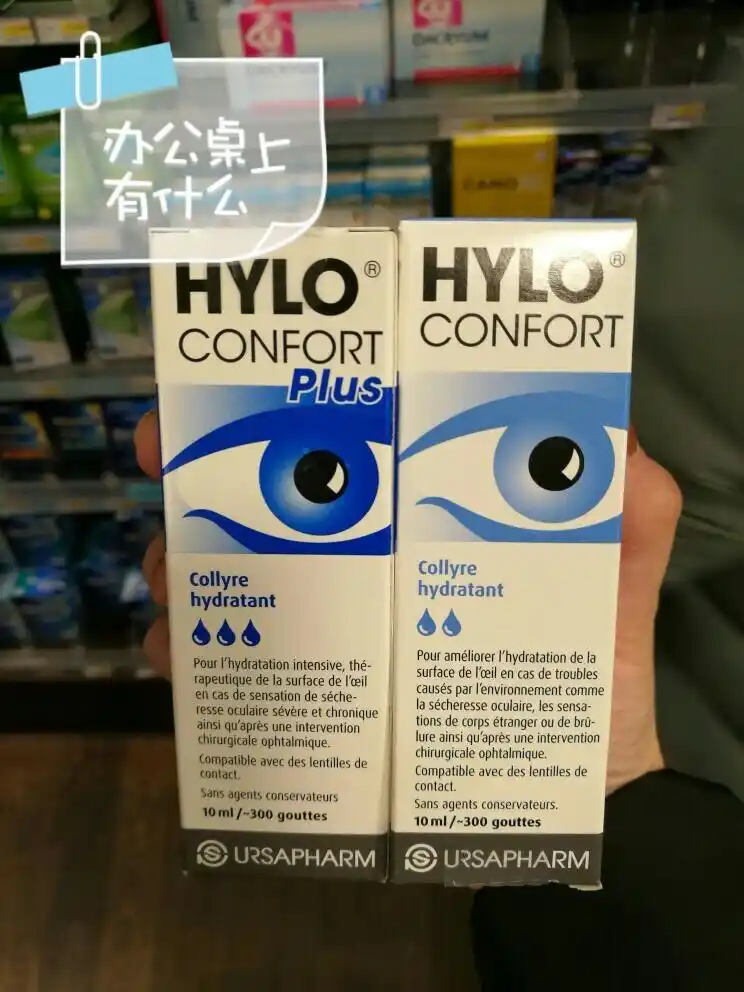 办公桌上
有什么
HYLO®
CONFORT
Plus
Collyre
hydratant
Pour l'hydratation intensive, thé-
rapeutique de la surface de l'œil
en cas de sensation de séche-
resse oculaire sévère et chronique
ainsi qu'après une intervention
chirurgicale ophtalmique.
Compatible avec des lentilles de
contact.
Sans agents conservateurs
10 ml /~300 gouttes
URSAPHARM
HYLO®
CONFORT
Collyre
hydratant
Pour améliorer l'hydratation de la
surface de l'œil en cas de troubles
causés par l'environnement comme
la sécheresse oculaire, les sensa-
tions de corps étranger ou de brû-
lure ainsi qu'après une intervention
chirurgicale ophtalmique.
Compatible avec des lentilles de
contact.
Sans agents conservateurs.
10 ml /~300 gouttes
URSAPHARM